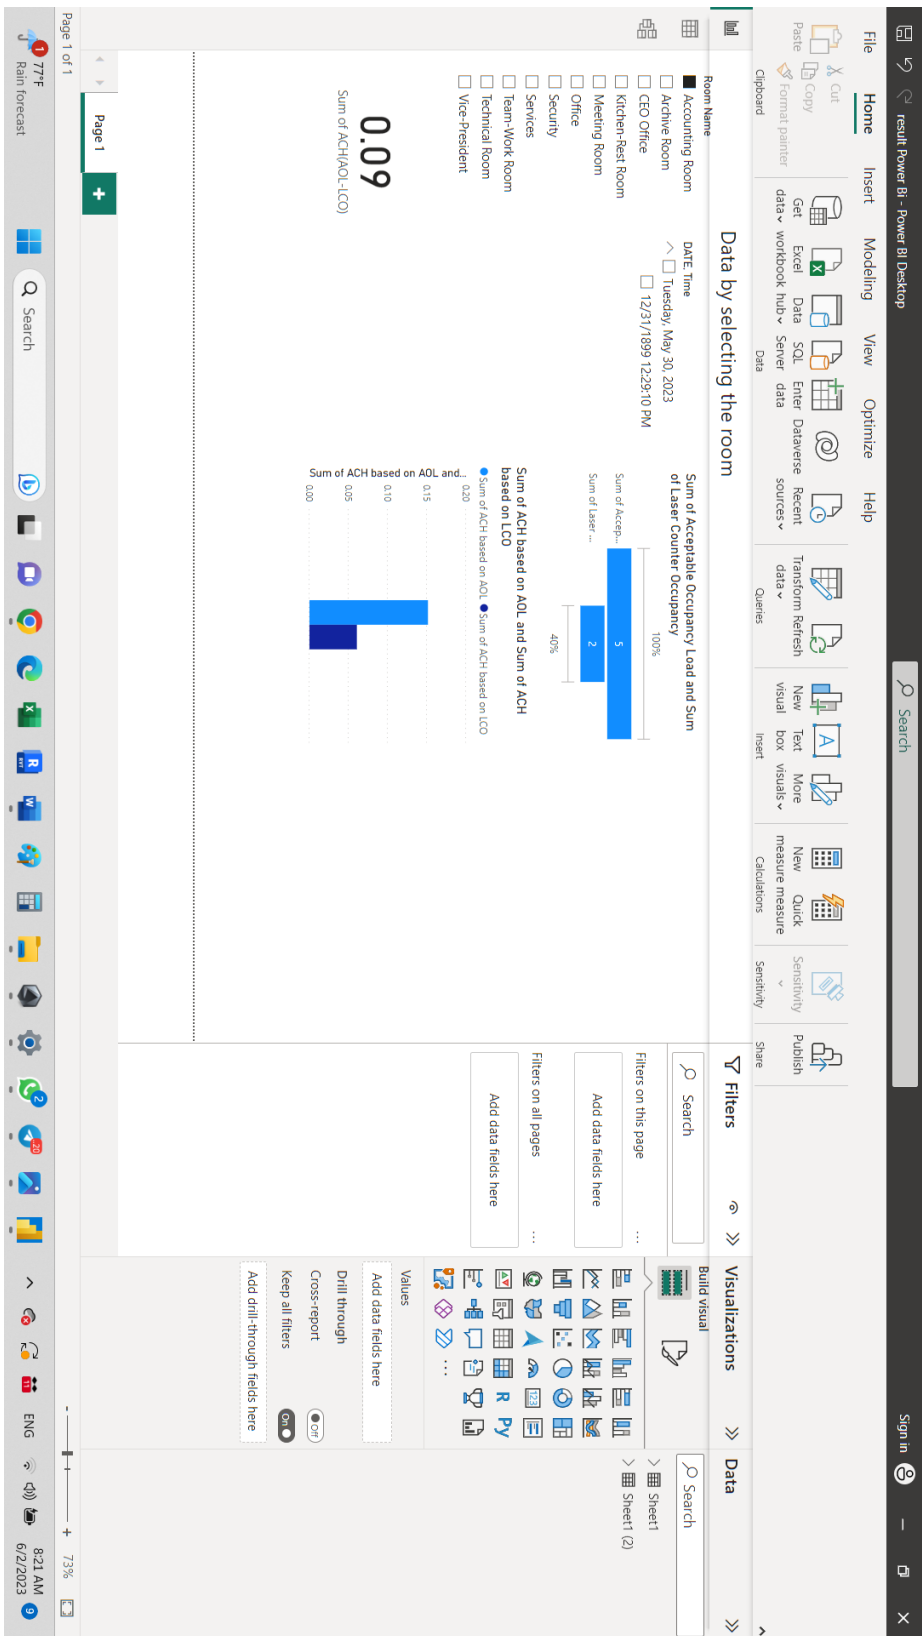 result Power Bi - Power BI Desktop
Search
Sign in
File Home Insert Modeling View Optimize Help
Paste
Cut
Copy
Format painter
Clipboard
Get data
Excel workbook
Data hub
SQL Server
Enter data
Dataverse
Recent sources
Data
Transform data
Refresh
Queries
New visual
Text box
More visuals
Insert
New measure
Quick measure
Calculations
Sensitivity
Sensitivity
Publish
Share
Data by selecting the room
Room Name
Accounting Room
Archive Room
CEO Office
Kitchen-Rest Room
Meeting Room
Office
Security
Services
Team-Work Room
Technical Room
Vice-President
DATE, Time
Tuesday, May 30, 2023
12/31/1899 12:29:10 PM
Sum of Acceptable Occupancy Load and Sum
of Laser Counter Occupancy
100%
Sum of Accep...
5
Sum of Laser ...
2
40%
Sum of ACH based on AOL and Sum of ACH
based on LCO
Sum of ACH based on AOL Sum of ACH based on LCO
Sum of ACH based on AOL and...
0.20
0.15
0.10
0.05
0.00
0.09
Sum of ACH(AOL-LCO)
Filters
Search
Filters on this page
...
Add data fields here
Filters on all pages
...
Add data fields here
Visualizations
Build visual
123
R
Py
...
Values
Add data fields here
Drill through
Cross-report
Off
Keep all filters
On
Add drill-through fields here
Data
Search
Sheet1
Sheet1 (2)
Page 1
+
Page 1 of 1
- + 73%
1
77°F
Rain forecast
Search
2
20
11
ENG
8:21 AM
6/2/2023
9